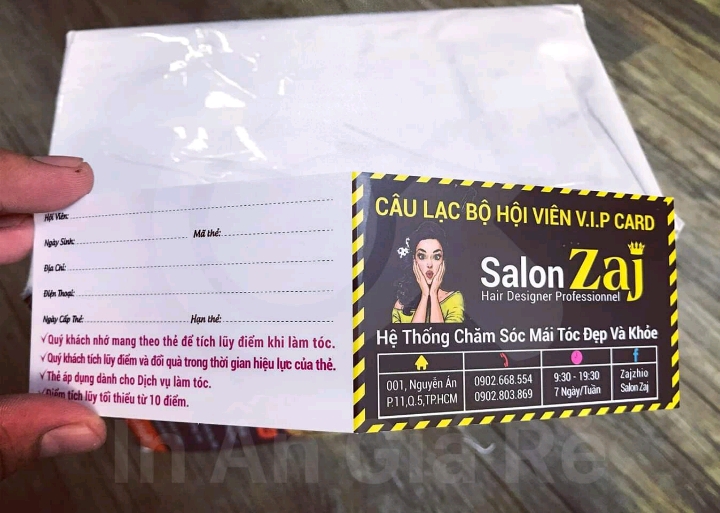 Hội Viên:
Ngày Sinh: Mã thẻ:
Địa Chỉ:
Điện Thoại:
Ngày Cấp Thẻ: Hạn thẻ:
√Quý khách nhớ mang theo thẻ để tích lũy điểm khi làm tóc.
√Quý khách tích lũy điểm và đổi quà trong thời gian hiệu lực của thẻ.
√Thẻ áp dụng dành cho Dịch vụ làm tóc.
√Điểm tích lũy tối thiểu từ 10 điểm.
CÂU LẠC BỘ HỘI VIÊN V.I.P CARD
Salon Zaj
Hair Designer Professionnel
Hệ Thống Chăm Sóc Mái Tóc Đẹp Và Khỏe
001, Nguyễn Án
P.11,Q.5,TP.HCM
0902.668.554
0902.803.869
9:30 - 19:30
7 Ngày/Tuần
Zajzhio
Salon Zaj
In Ấn Giá Rẻ